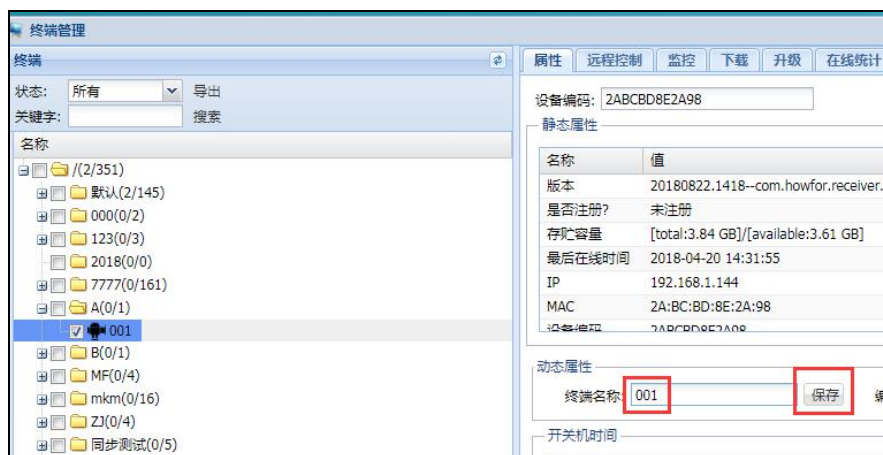 终端管理
终端
状态: 所有 导出
关键字: 搜索
名称
/(2/351)
默认(2/145)
000(0/2)
123(0/3)
2018(0/0)
7777(0/161)
A(0/1)
001
B(0/1)
MF(0/4)
mkm(0/16)
ZJ(0/4)
同步测试(0/5)
属性 远程控制 监控 下载 升级 在线统计
设备编码: 2ABCBD8E2A98
静态属性
名称 值
版本 20180822.1418--com.howfor.receiver.
是否注册? 未注册
存贮容量 [total:3.84 GB]/[available:3.61 GB]
最后在线时间 2018-04-20 14:31:55
IP 192.168.1.144
MAC 2A:BC:BD:8E:2A:98
设备编码 2ABCBD8E2A98
动态属性
终端名称: 001 保存
开关机时间